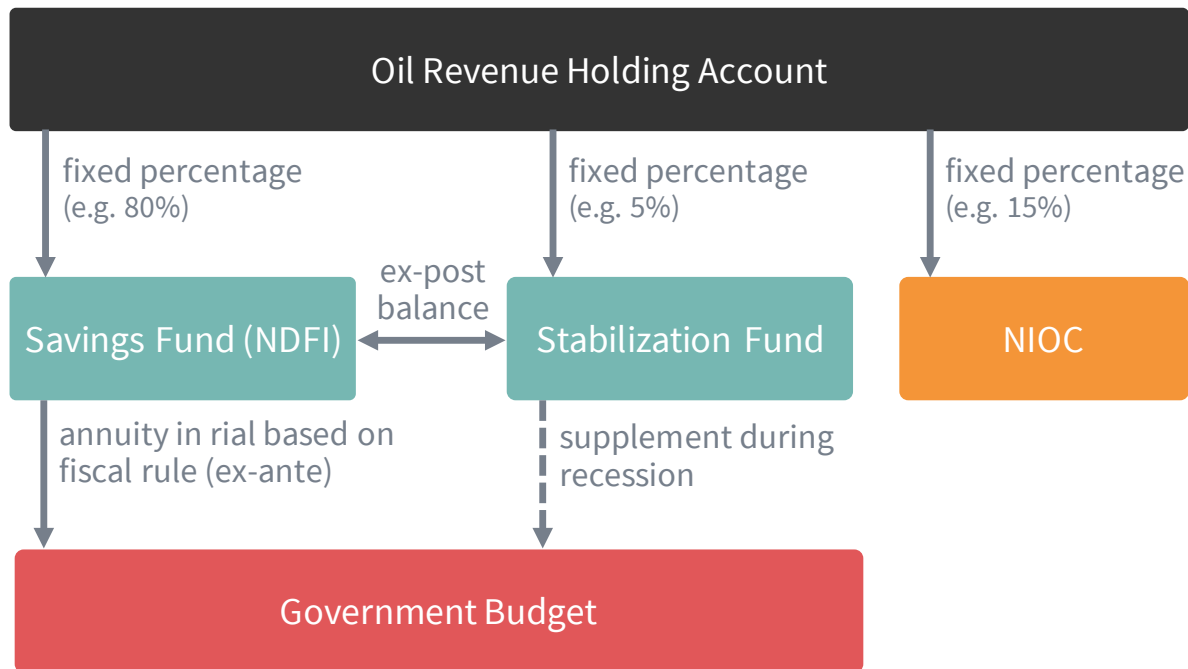 Oil Revenue Holding Account
fixed percentage
(e.g. 80%)
fixed percentage
(e.g. 5%)
fixed percentage
(e.g. 15%)
ex-post
balance
Savings Fund (NDFI)
Stabilization Fund
NIOC
annuity in rial based on
fiscal rule (ex-ante)
supplement during
recession
Government Budget